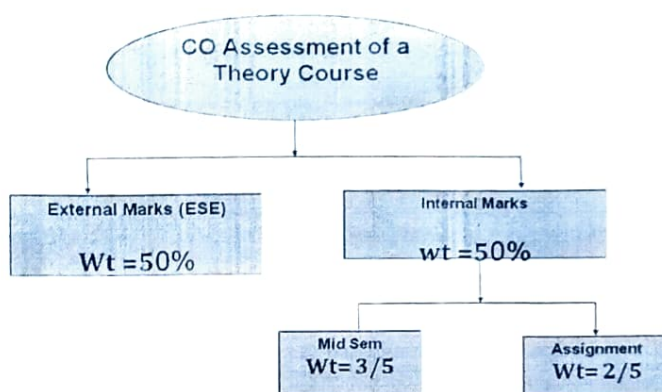 CO Assessment of a
Theory Course
External Marks (ESE)
Wt =50%
Internal Marks
wt =50%
Mid Sem
Wt= 3/5
Assignment
Wt= 2/5